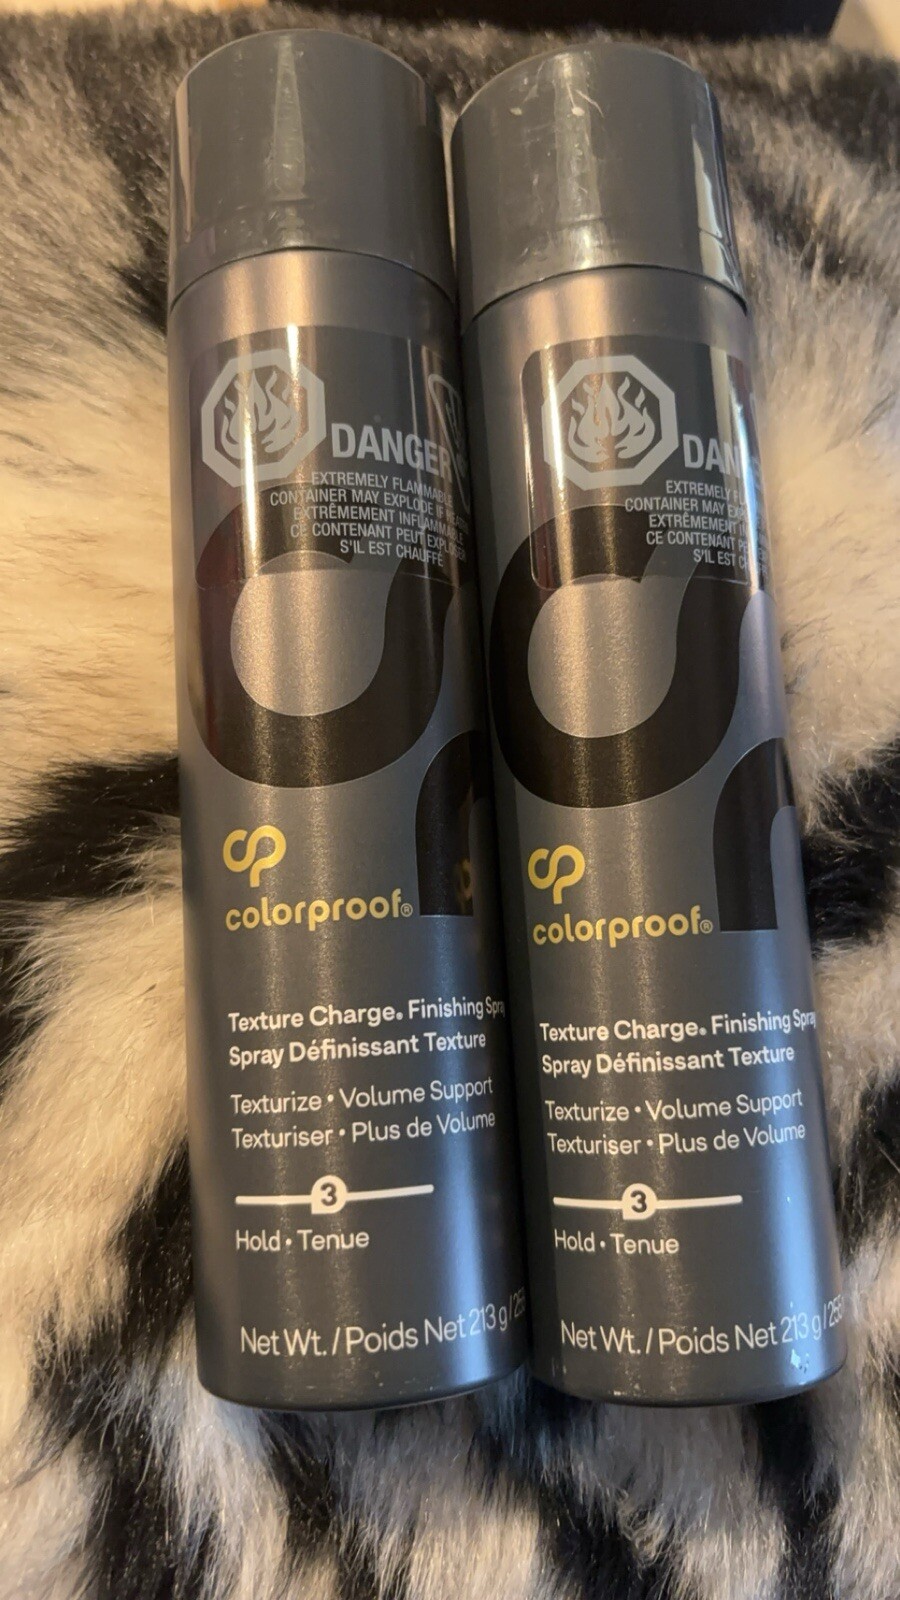 DANGER
EXTREMELY FLAMMABLE
CONTAINER MAY EXPLODE IF
EXTRÊMEMENT INFLAMMABLE
CE CONTENANT PEUT EXPLOSER
S'IL EST CHAUFFÉ
colorproof®
Texture Charge® Finishing Spray
Spray Définissant Texture
Texturize • Volume Support
Texturiser • Plus de Volume
3
Hold • Tenue
Net Wt. / Poids Net 213 g /
EXTREMELY
CONTAINER MAY
EXTRÊMEMENT
CE CONTENANT
S'IL EST
colorproof®
Texture Charge® Finishing Spray
Spray Définissant Texture
Texturize • Volume Support
Texturiser • Plus de Volume
3
Hold • Tenue
Net Wt. / Poids Net 213 g /